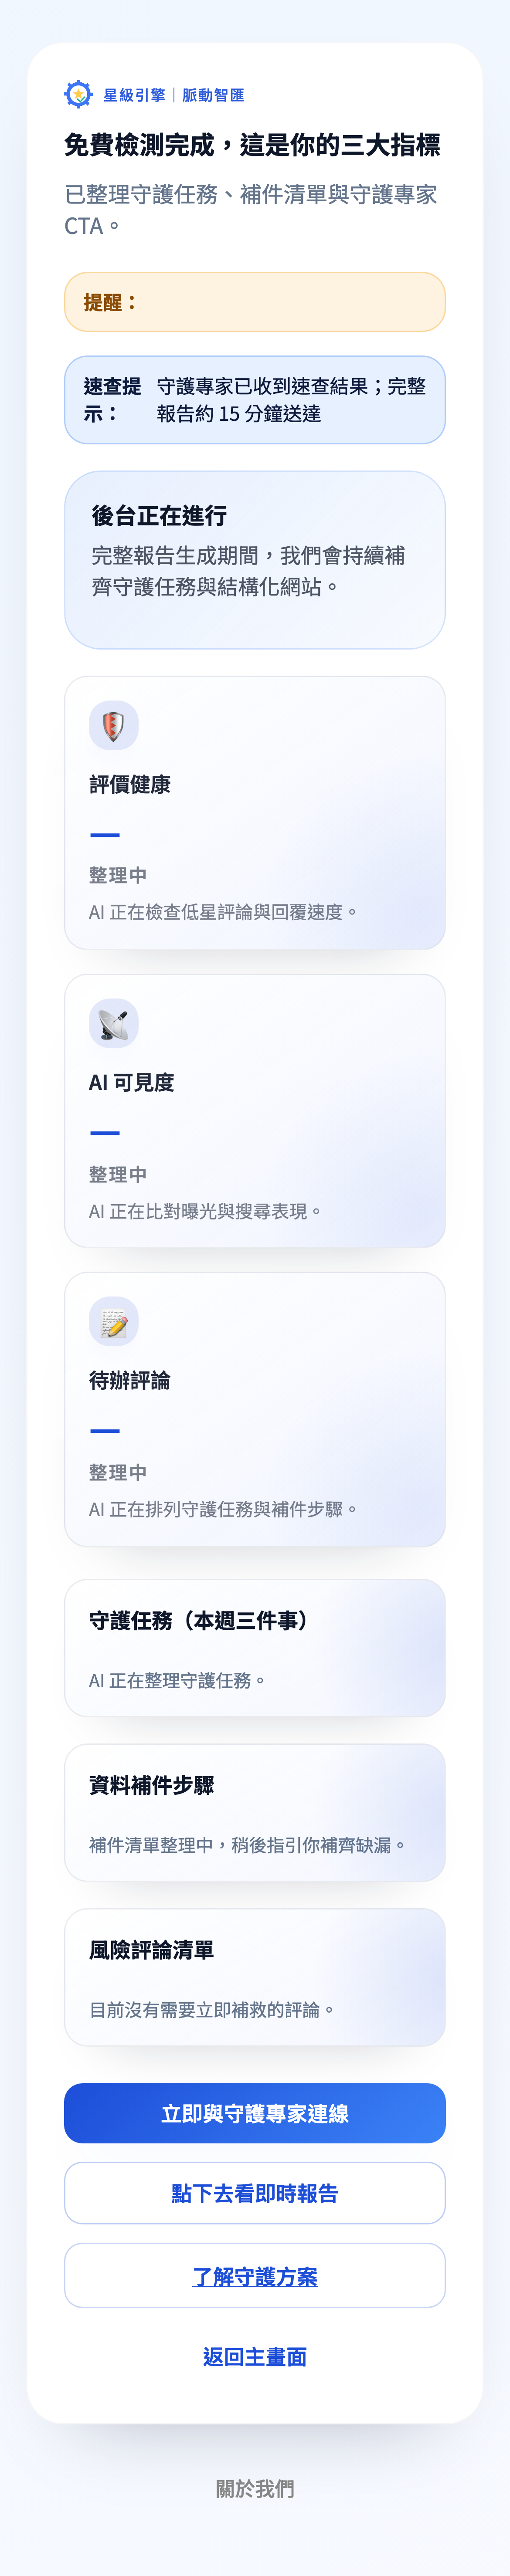 星級引擎｜脈動智匯
免費檢測完成，這是你的三大指標
已整理守護任務、補件清單與守護專家
CTA。
提醒：
速查提
示：
守護專家已收到速查結果；完整
報告約 15 分鐘送達
後台正在進行
完整報告生成期間，我們會持續補
齊守護任務與結構化網站。
評價健康
—
整理中
AI 正在檢查低星評論與回覆速度。
AI 可見度
—
整理中
AI 正在比對曝光與搜尋表現。
待辦評論
—
整理中
AI 正在排列守護任務與補件步驟。
守護任務（本週三件事）
AI 正在整理守護任務。
資料補件步驟
補件清單整理中，稍後指引你補齊缺漏。
風險評論清單
目前沒有需要立即補救的評論。
立即與守護專家連線
點下去看即時報告
了解守護方案
返回主畫面
關於我們